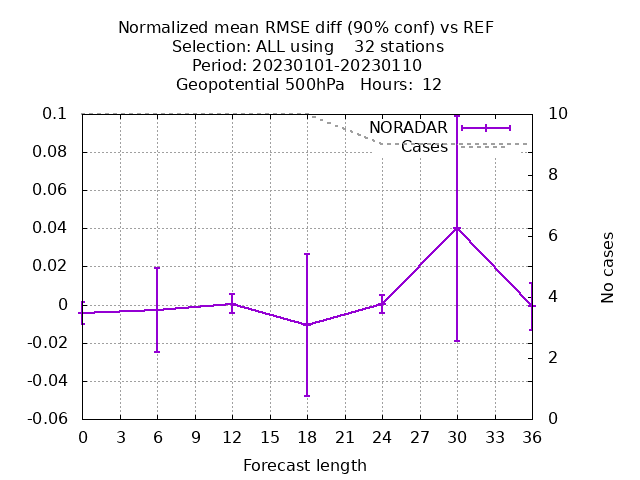 Normalized mean RMSE diff (90% conf) vs REF
Selection: ALL using    32 stations
Period: 20230101-20230110
Geopotential 500hPa   Hours:  12
0.1
0.08
0.06
0.04
0.02
0
-0.02
-0.04
-0.06
NORADAR
Cases
10
8
6
4
2
0
No cases
0 3 6 9 12 15 18 21 24 27 30 33 36
Forecast length